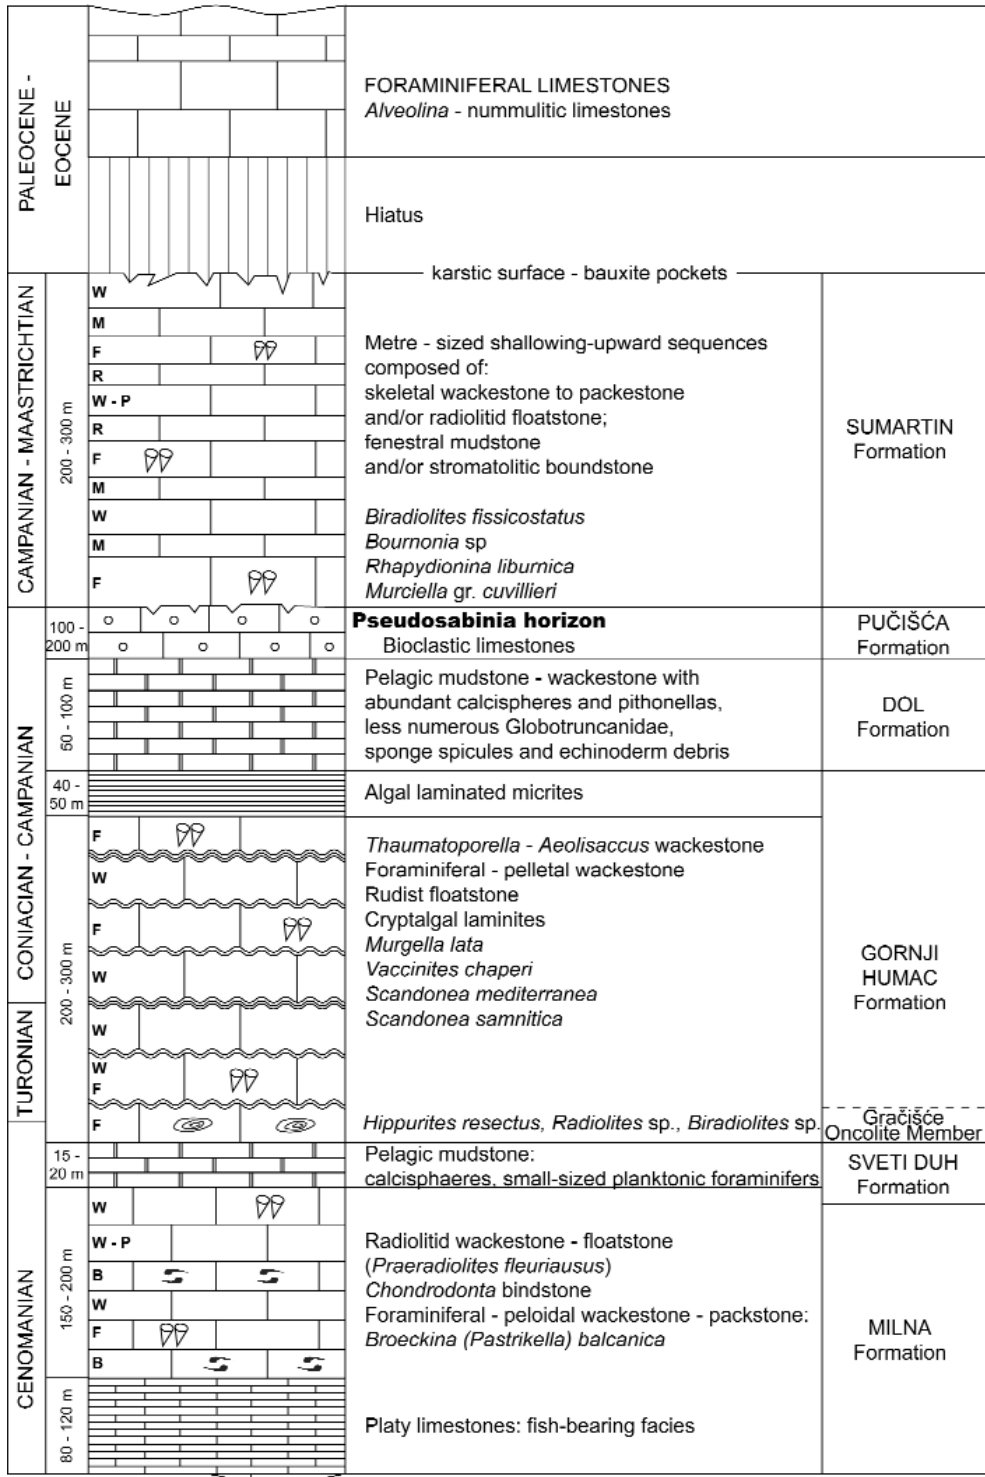 PALEOCENE -
EOCENE
FORAMINIFERAL LIMESTONES
Alveolina - nummulitic limestones
Hiatus
karstic surface - bauxite pockets
CAMPANIAN - MAASTRICHTIAN
200 - 300 m
W
M
F
R
W - P
R
F
M
W
M
F
Metre - sized shallowing-upward sequences
composed of:
skeletal wackestone to packestone
and/or radiolitid floatstone;
fenestral mudstone
and/or stromatolitic boundstone
Biradiolites fissicostatus
Bournonia sp
Rhapydionina liburnica
Murciella gr. cuvillieri
SUMARTIN
Formation
CONIACIAN - CAMPANIAN
100 -
200 m
Pseudosabinia horizon
Bioclastic limestones
PUČIŠĆA
Formation
50 - 100 m
Pelagic mudstone - wackestone with
abundant calcispheres and pithonellas,
less numerous Globotruncanidae,
sponge spicules and echinoderm debris
DOL
Formation
40 -
50 m
Algal laminated micrites
200 - 300 m
F
W
F
W
W
W
F
F
Thaumatoporella - Aeolisaccus wackestone
Foraminiferal - pelletal wackestone
Rudist floatstone
Cryptalgal laminites
Murgella lata
Vaccinites chaperi
Scandonea mediterranea
Scandonea samnitica
GORNJI
HUMAC
Formation
TURONIAN
Hippurites resectus, Radiolites sp., Biradiolites sp.
Gračišće
Oncolite Member
CENOMANIAN
15 -
20 m
Pelagic mudstone:
calcisphaeres, small-sized planktonic foraminifers
SVETI DUH
Formation
150 - 200 m
W
W - P
B
W
F
B
Radiolitid wackestone - floatstone
(Praeradiolites fleuriausus)
Chondrodonta bindstone
Foraminiferal - peloidal wackestone - packstone:
Broeckina (Pastrikella) balcanica
MILNA
Formation
80 - 120 m
Platy limestones: fish-bearing facies